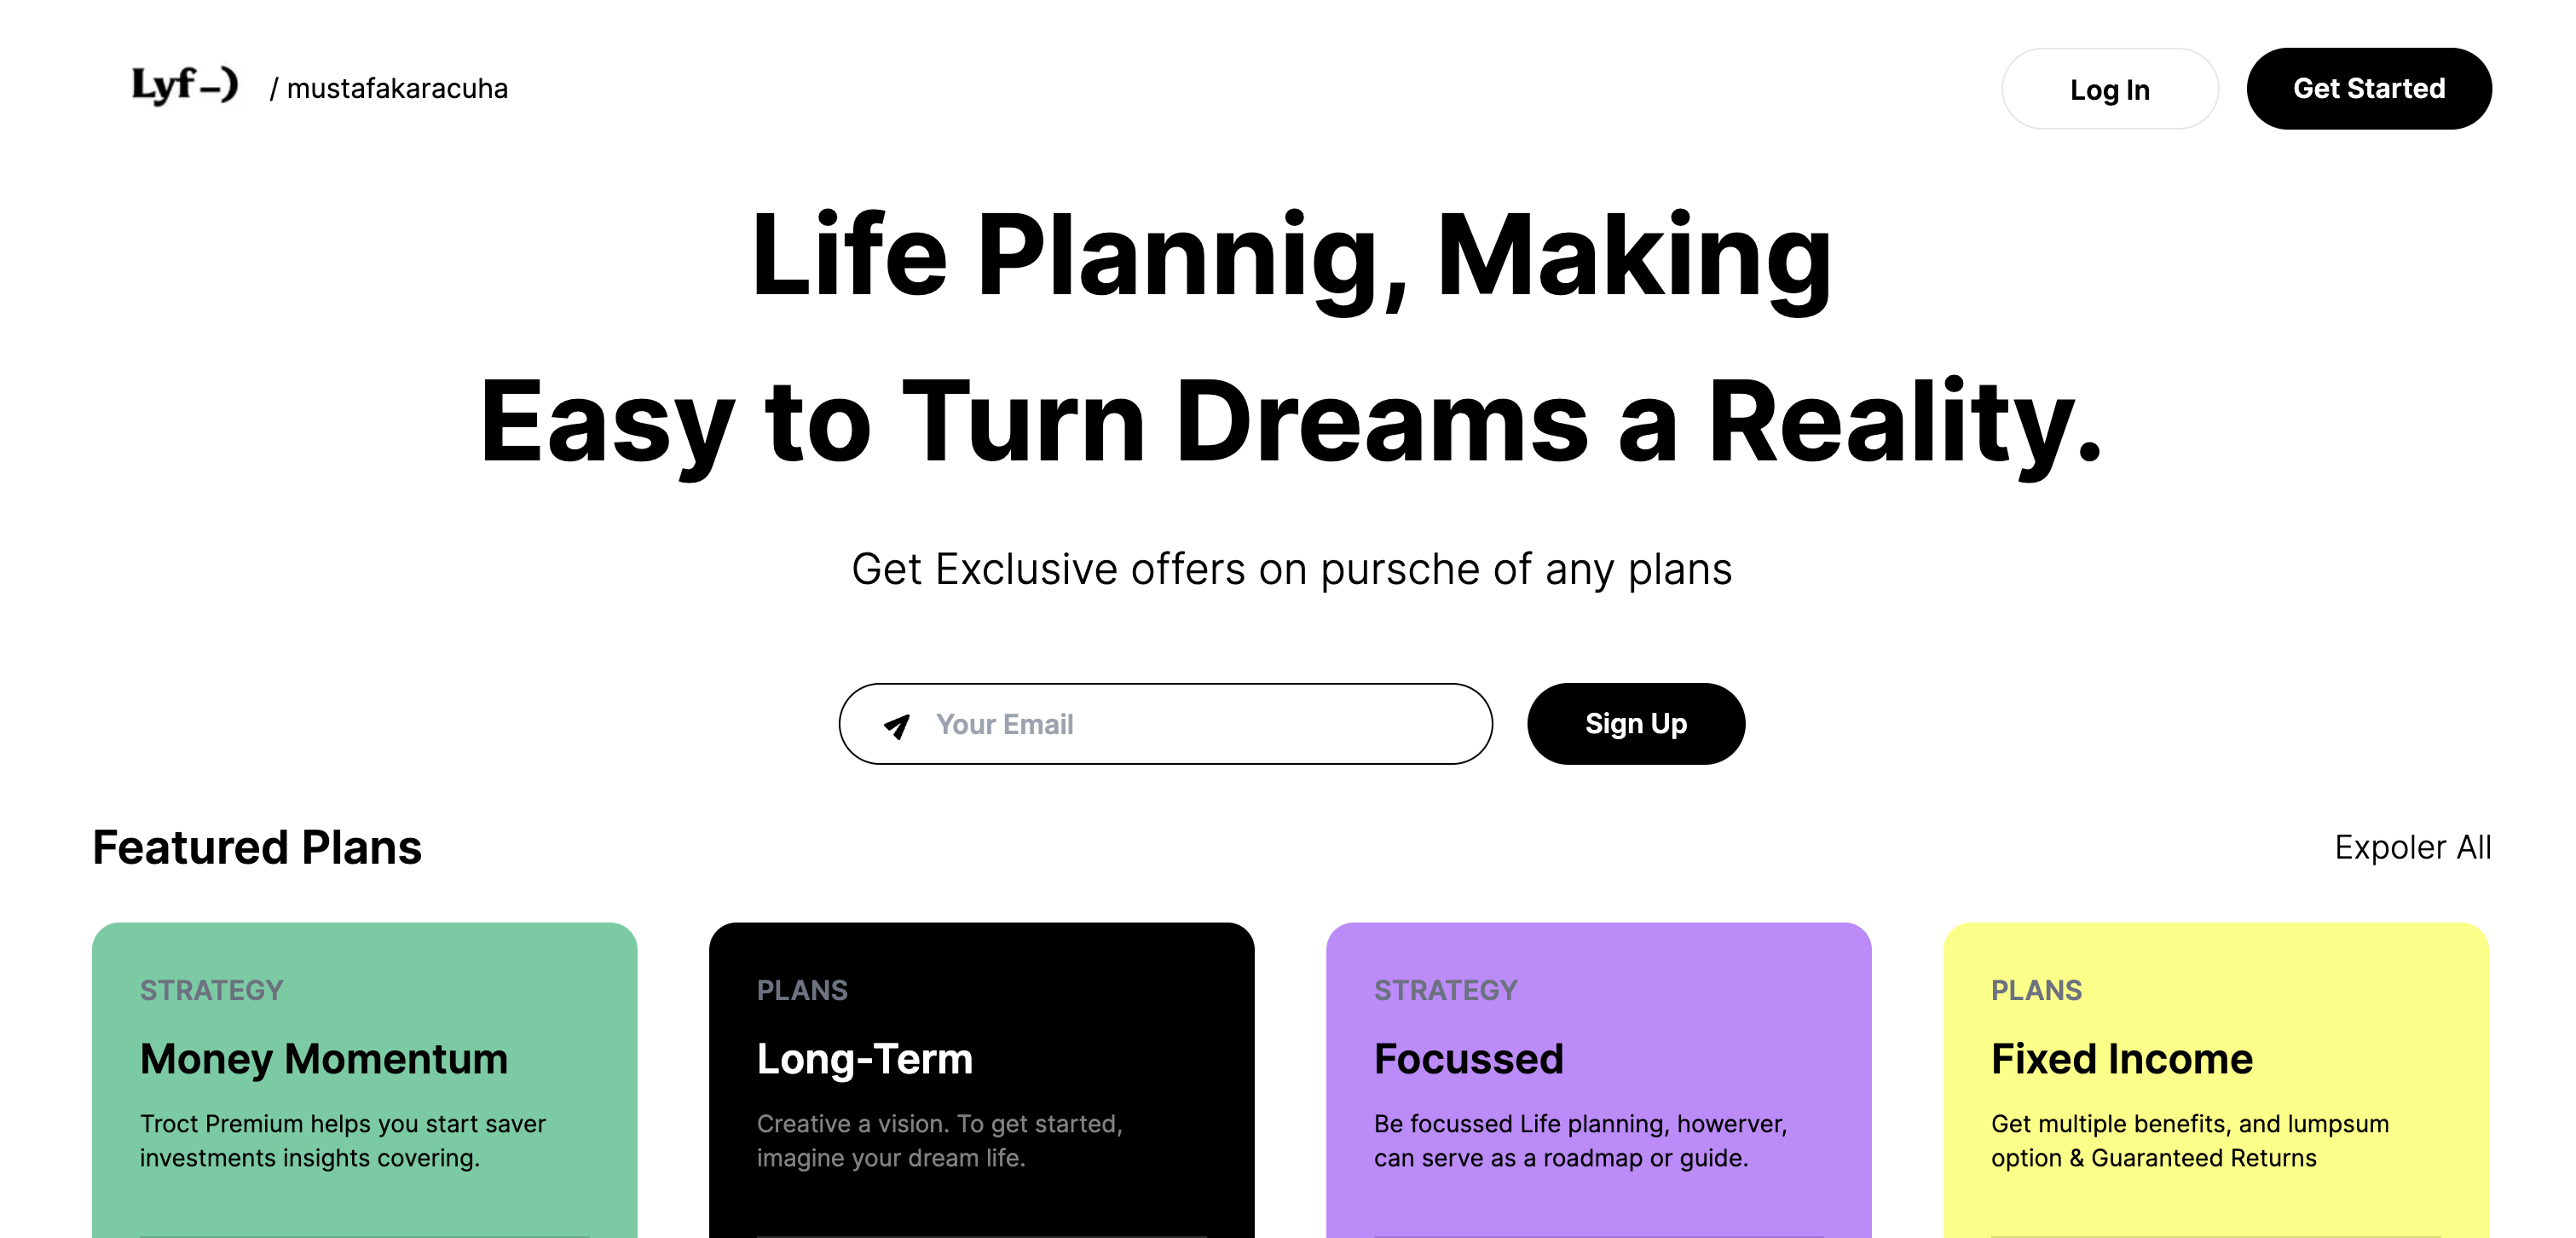 Lyf-) / mustafakaracuha
Log In
Get Started
Life Plannig, Making
Easy to Turn Dreams a Reality.
Get Exclusive offers on pursche of any plans
Your Email
Sign Up
Featured Plans
Expoler All
STRATEGY
Money Momentum
Troct Premium helps you start saver
investments insights covering.
PLANS
Long-Term
Creative a vision. To get started,
imagine your dream life.
STRATEGY
Focussed
Be focussed Life planning, howerver,
can serve as a roadmap or guide.
PLANS
Fixed Income
Get multiple benefits, and lumpsum
option & Guaranteed Returns